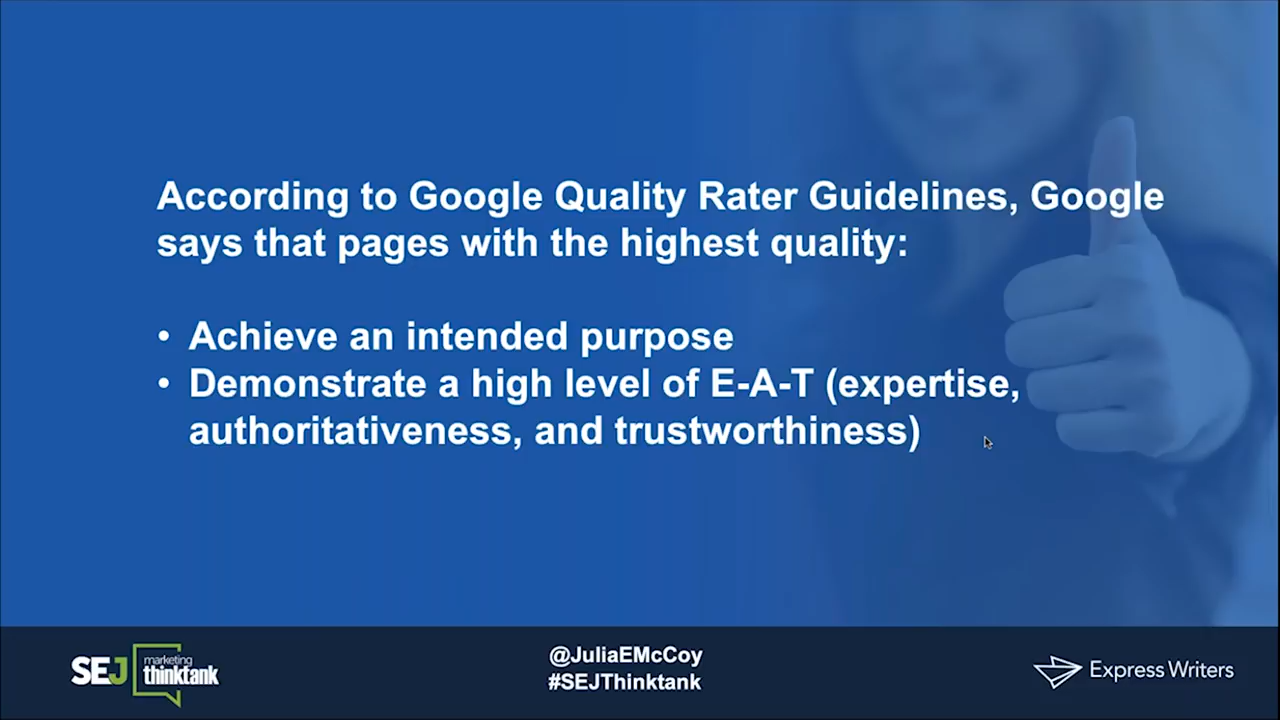 According to Google Quality Rater Guidelines, Google
says that pages with the highest quality:
• Achieve an intended purpose
• Demonstrate a high level of E-A-T (expertise,
authoritativeness, and trustworthiness)
SEJ marketing
thinktank
@JuliaEMcCoy
#SEJThinktank
Express Writers